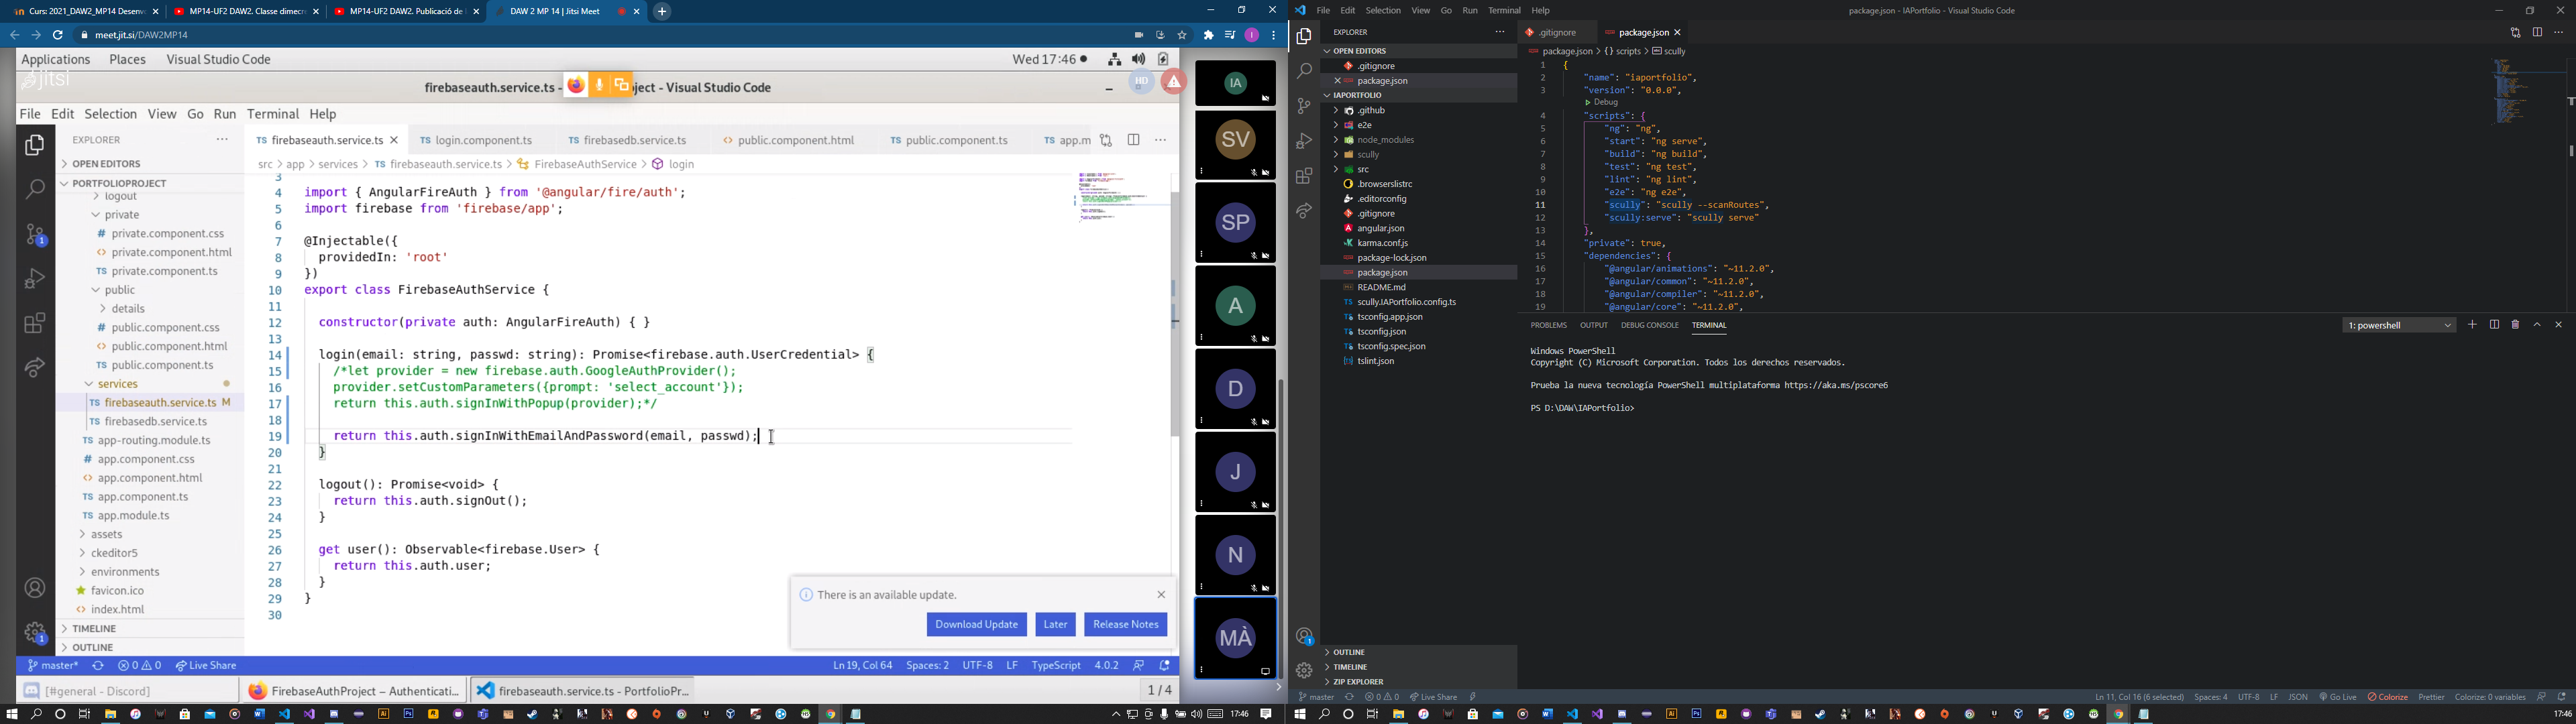 Curs: 2021_DAW2_MP14 Desenv
MP14-UF2 DAW2. Classe dimecr
MP14-UF2 DAW2. Publicació de
DAW 2 MP 14 | Jitsi Meet
meet.jit.si/DAW2MP14
Applications Places Visual Studio Code
Wed 17:46
jitsi
HD
firebaseauth.service.ts -
ject - Visual Studio Code
File Edit Selection View Go Run Terminal Help
EXPLORER
OPEN EDITORS
PORTFOLIOPROJECT
logout
private
private.component.css
private.component.html
private.component.ts
public
details
public.component.css
public.component.html
public.component.ts
services
firebaseauth.service.ts M
firebasedb.service.ts
app-routing.module.ts
app.component.css
app.component.html
app.component.ts
app.module.ts
assets
ckeditor5
environments
favicon.ico
index.html
TIMELINE
OUTLINE
firebaseauth.service.ts
login.component.ts
firebasedb.service.ts
public.component.html
public.component.ts
app.m
src > app > services > firebaseauth.service.ts > FirebaseAuthService > login
3
4 import { AngularFireAuth } from '@angular/fire/auth';
5 import firebase from 'firebase/app';
6
7 @Injectable({
8 providedIn: 'root'
9 })
10 export class FirebaseAuthService {
11
12 constructor(private auth: AngularFireAuth) { }
13
14 login(email: string, passwd: string): Promise<firebase.auth.UserCredential> {
15 /*let provider = new firebase.auth.GoogleAuthProvider();
16 provider.setCustomParameters({prompt: 'select_account'});
17 return this.auth.signInWithPopup(provider);*/
18
19 return this.auth.signInWithEmailAndPassword(email, passwd);
20 }
21
22 logout(): Promise<void> {
23 return this.auth.signOut();
24 }
25
26 get user(): Observable<firebase.User> {
27 return this.auth.user;
28 }
29 }
30
There is an available update.
Download Update Later Release Notes
master* 0 0 Live Share
Ln 19, Col 64 Spaces: 2 UTF-8 LF TypeScript 4.0.2
[#general - Discord]
FirebaseAuthProject – Authenticati...
firebaseauth.service.ts - PortfolioPr...
1 / 4
IA
SV
SP
A
D
J
N
MÀ
17:46
File Edit Selection View Go Run Terminal Help
package.json - IAPortfolio - Visual Studio Code
EXPLORER
OPEN EDITORS
.gitignore
package.json
IAPORTFOLIO
.github
e2e
node_modules
scully
src
.browserslistrc
.editorconfig
.gitignore
angular.json
karma.conf.js
package-lock.json
package.json
README.md
scully.IAPortfolio.config.ts
tsconfig.app.json
tsconfig.json
tsconfig.spec.json
tslint.json
OUTLINE
TIMELINE
ZIP EXPLORER
.gitignore
package.json
package.json > {} scripts > scully
1 {
2 "name": "iaportfolio",
3 "version": "0.0.0",
Debug
4 "scripts": {
5 "ng": "ng",
6 "start": "ng serve",
7 "build": "ng build",
8 "test": "ng test",
9 "lint": "ng lint",
10 "e2e": "ng e2e",
11 "scully": "scully --scanRoutes",
12 "scully:serve": "scully serve"
13 },
14 "private": true,
15 "dependencies": {
16 "@angular/animations": "~11.2.0",
17 "@angular/common": "~11.2.0",
18 "@angular/compiler": "~11.2.0",
19 "@angular/core": "~11.2.0",
PROBLEMS OUTPUT DEBUG CONSOLE TERMINAL
1: powershell
Windows PowerShell
Copyright (C) Microsoft Corporation. Todos los derechos reservados.
Prueba la nueva tecnología PowerShell multiplataforma https://aka.ms/pscore6
PS D:\DAW\IAPortfolio>
master 0 0 Live Share
Ln 11, Col 16 (6 selected) Spaces: 4 UTF-8 LF JSON Go Live Colorize Prettier Colorize: 0 variables
17:46